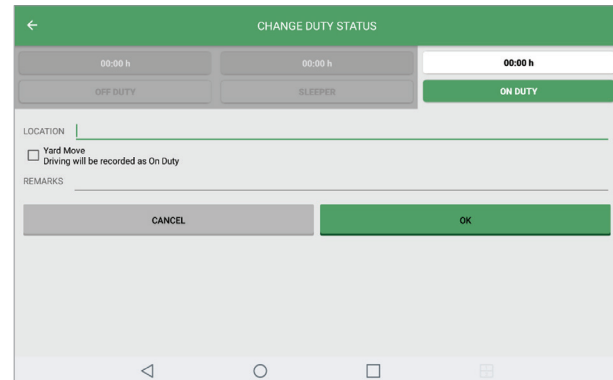 CHANGE DUTY STATUS
00:00 h 00:00 h 00:00 h
OFF DUTY SLEEPER ON DUTY
LOCATION
Yard Move
Driving will be recorded as On Duty
REMARKS
CANCEL OK